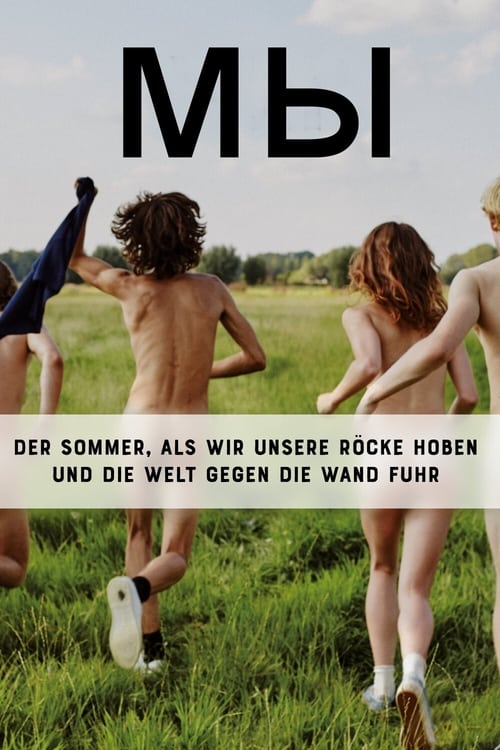 МЫ
DER SOMMER, ALS WIR UNSERE RÖCKE HOBEN
UND DIE WELT GEGEN DIE WAND FUHR